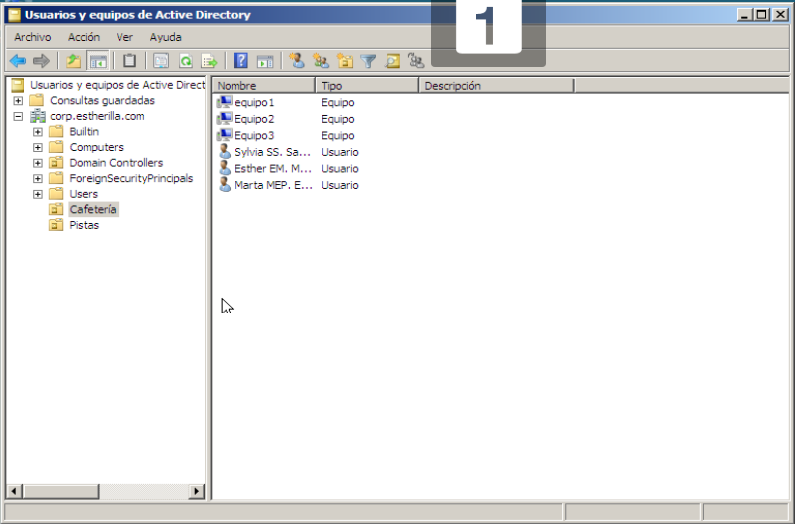 Usuarios y equipos de Active Directory
1
Archivo Acción Ver Ayuda
Usuarios y equipos de Active Direct
Consultas guardadas
corp.estherilla.com
Builtin
Computers
Domain Controllers
ForeignSecurityPrincipals
Users
Cafetería
Pistas
Nombre Tipo Descripción
equipo1 Equipo
Equipo2 Equipo
Equipo3 Equipo
Sylvia SS. Sa... Usuario
Esther EM. M... Usuario
Marta MEP. E... Usuario